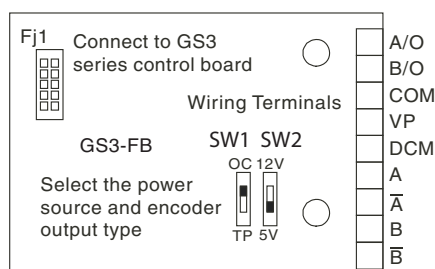 Fj1
Connect to GS3
series control board
Wiring Terminals
GS3-FB
SW1 SW2
OC 12V
Select the power
source and encoder
output type
TP 5V
A/O
B/O
COM
VP
DCM
A
A̅
B
B̅